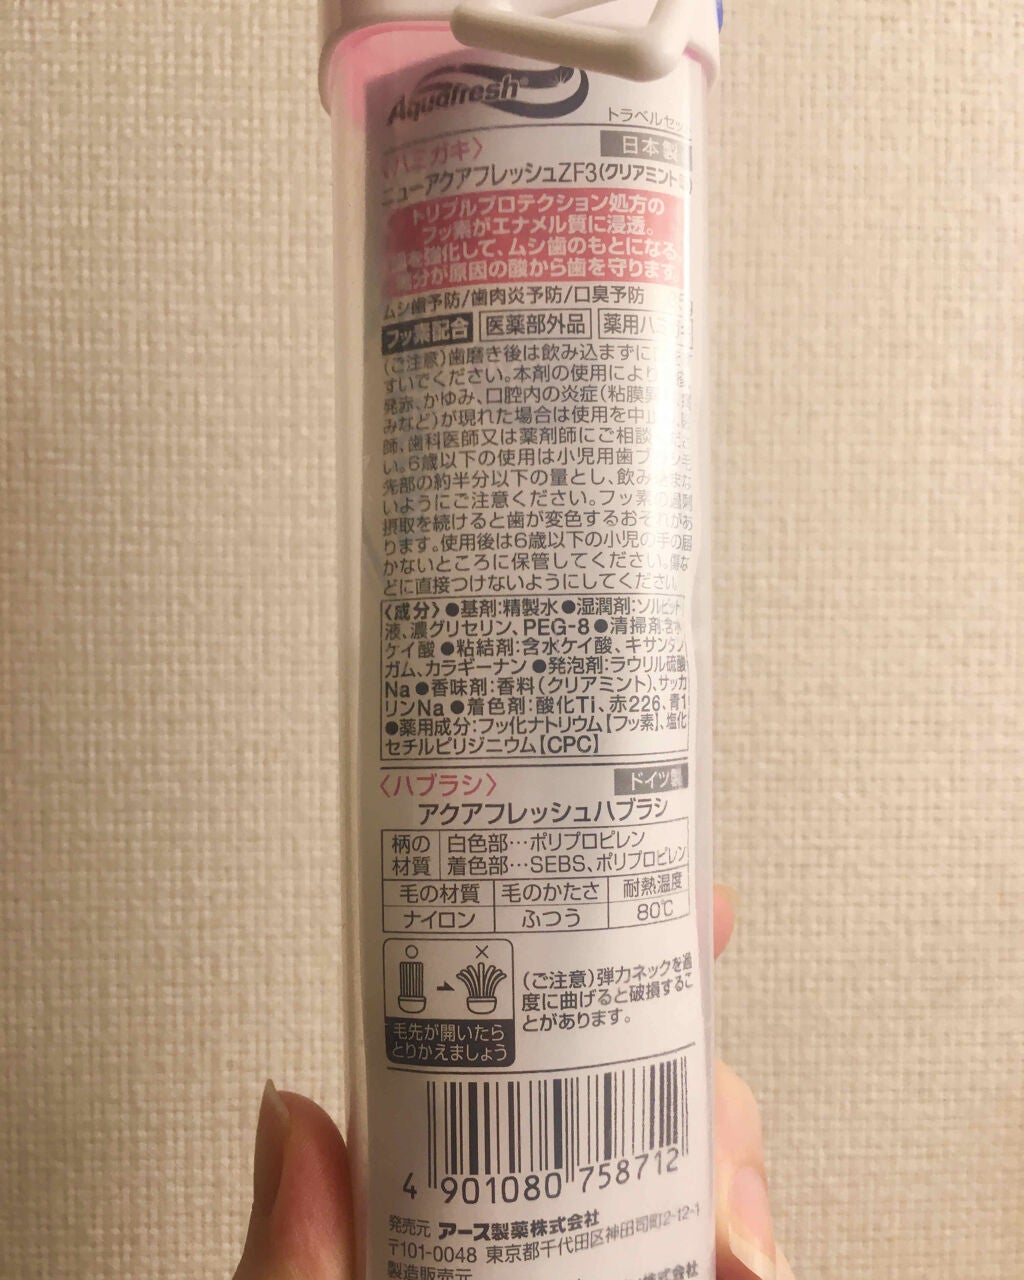 Aquafresh
トラベルセッ
〈ハミガキ〉 日本製
ニューアクアフレッシュZF3(クリアミント
トリプルプロテクション処方の
フッ素がエナメル質に浸透。
を強化して、ムシ歯のもとになる
分が原因の酸から歯を守ります。
ムシ歯予防/歯肉炎予防/口臭予防
フッ素配合 医薬部外品 薬用ハミ
(ご注意)歯磨き後は飲み込まずに
すいでください。本剤の使用により
発赤、かゆみ、口腔内の炎症(粘膜
みなど)が現れた場合は使用を中止
師、歯科医師又は薬剤師にご相談
い。6歳以下の使用は小児用歯ブラシ毛
先部の約半分以下の量とし、飲み込まな
いようにご注意ください。フッ素の過剰
摂取を続けると歯が変色するおそれがあ
ります。使用後は6歳以下の小児の手の届
かないところに保管してください。傷な
どに直接つけないようにしてください。
〈成分〉●基剤:精製水●湿潤剤:ソルビット
液、濃グリセリン、PEG-8●清掃剤:含水
ケイ酸●粘結剤:含水ケイ酸、キサンタン
ガム、カラギーナン●発泡剤:ラウリル硫酸
Na●香味剤:香料(クリアミント)、サッカ
リンNa●着色剤:酸化Ti、赤226、青1
●薬用成分:フッ化ナトリウム【フッ素】、塩化
セチルピリジニウム【CPC】
〈ハブラシ〉 ドイツ製
アクアフレッシュハブラシ
柄の 白色部…ポリプロピレン
材質 着色部…SEBS、ポリプロピレン
毛の材質 毛のかたさ 耐熱温度
ナイロン ふつう 80℃
(ご注意)弾力ネックを過
度に曲げると破損するこ
とがあります。
毛先が開いたら
とりかえましょう
4 901080 758712
発売元 アース製薬株式会社
〒101-0048 東京都千代田区神田司町2-12-1
製造販売元